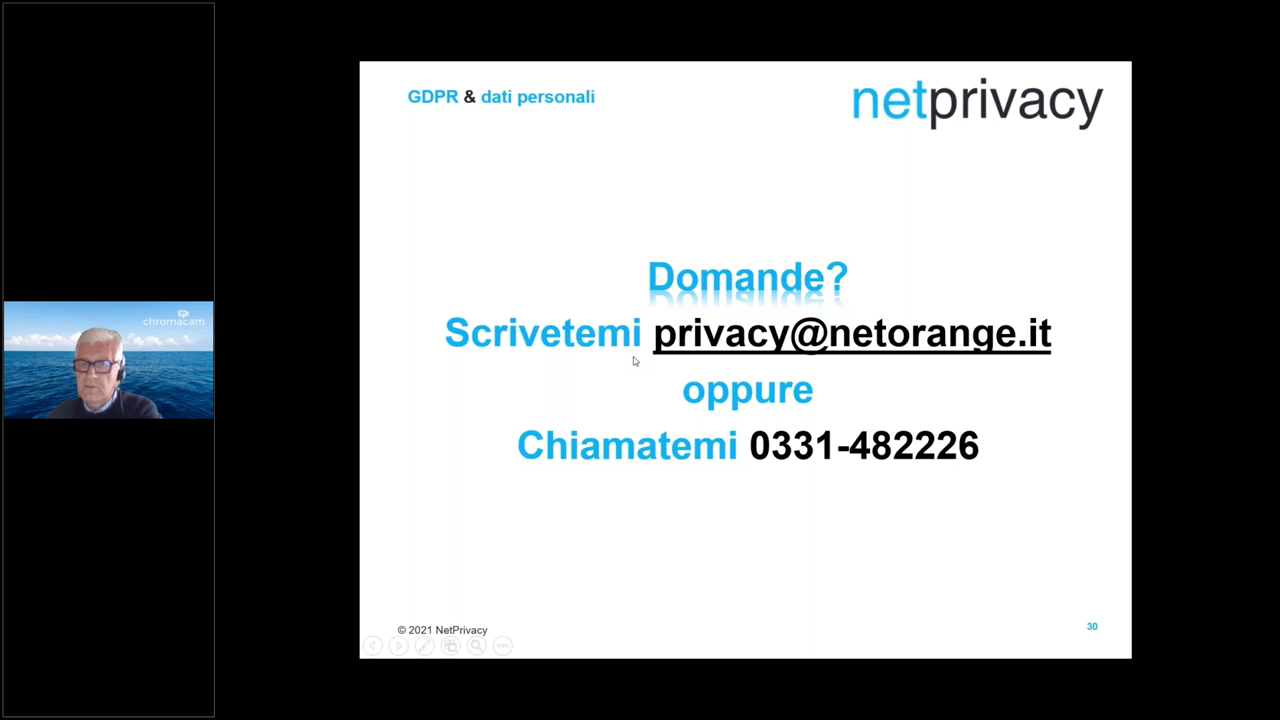 GDPR & dati personali
netprivacy
Domande?
Scrivetemi privacy@netorange.it
oppure
Chiamatemi 0331-482226
© 2021 NetPrivacy
30
chromacam